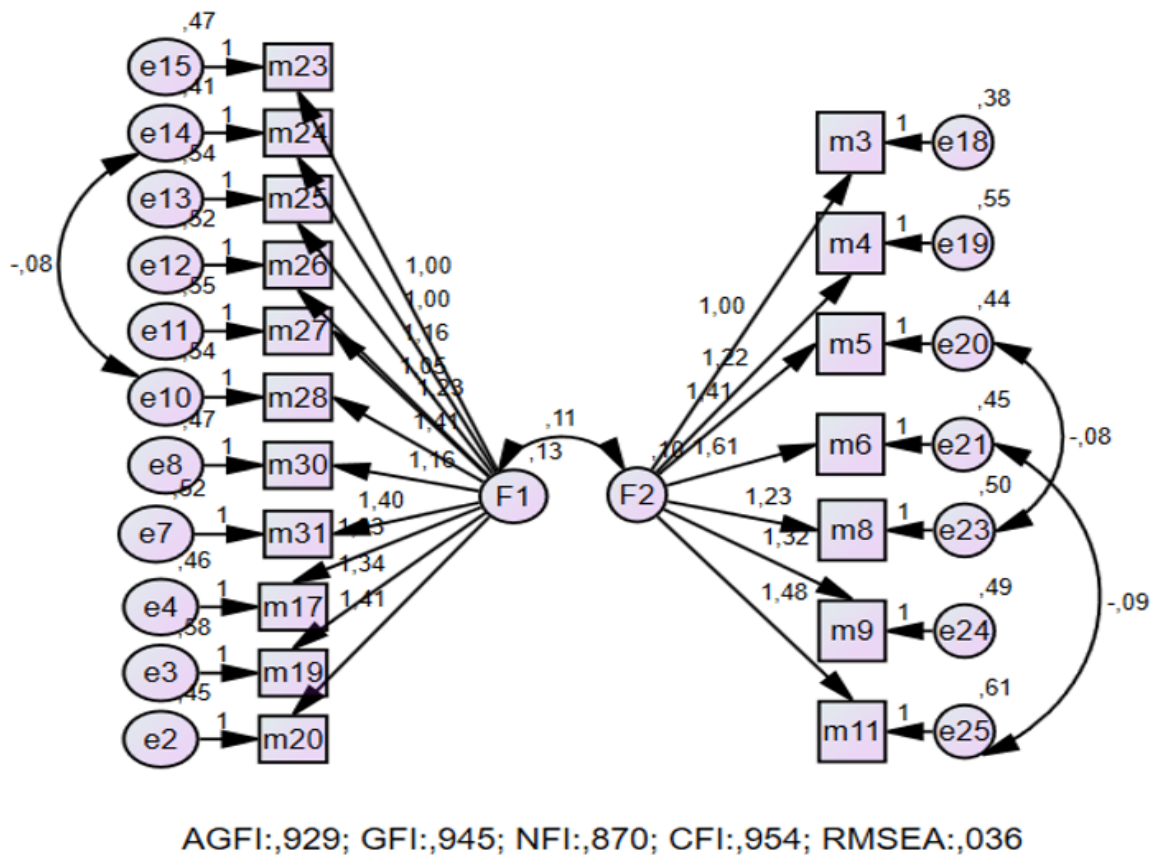 ,47
e15 1 m23
,41
e14 1 m24
,54
e13 1 m25
,52
e12 1 m26
,55
e11 1 m27
,54
e10 1 m28
,47
e8 1 m30
,52
e7 1 m31
,46
e4 1 m17
,58
e3 1 m19
,45
e2 1 m20
-,08
1,00
1,00
1,16
1,05
1,23
1,41
1,16
1,40
1,34
1,41
F1
,13
,11
F2
1,00
1,22
1,41
1,61
1,23
1,32
1,48
,38
m3 1 e18
,55
m4 1 e19
,44
m5 1 e20
,45
m6 1 e21
,50
m8 1 e23
,49
m9 1 e24
,61
m11 1 e25
-,08
-,09
AGFI:,929; GFI:,945; NFI:,870; CFI:,954; RMSEA:,036